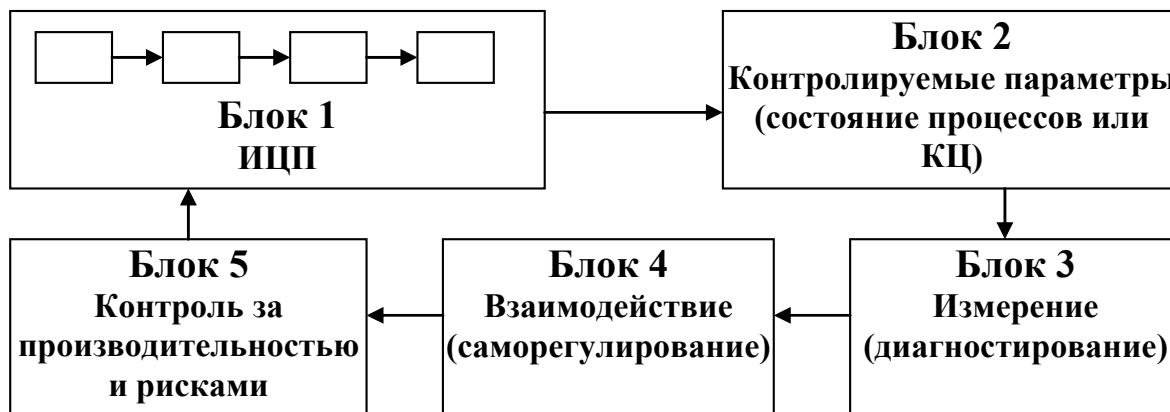 Блок 1
ИЦП
Блок 2
Контролируемые параметры
(состояние процессов или
КЦ)
Блок 5
Контроль за
производительностью
и рисками
Блок 4
Взаимодействие
(саморегулирование)
Блок 3
Измерение
(диагностирование)